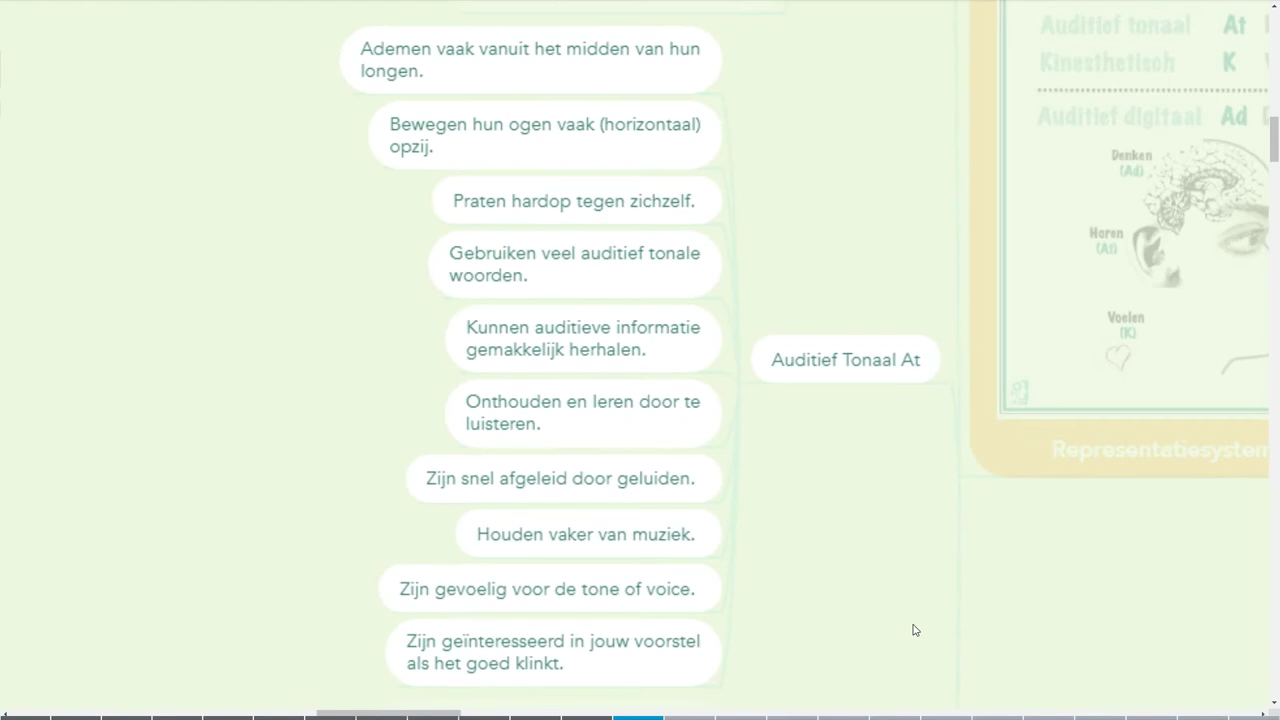 Ademen vaak vanuit het midden van hun
longen.
Bewegen hun ogen vaak (horizontaal)
opzij.
Praten hardop tegen zichzelf.
Gebruiken veel auditief tonale
woorden.
Kunnen auditieve informatie
gemakkelijk herhalen.
Onthouden en leren door te
luisteren.
Zijn snel afgeleid door geluiden.
Houden vaker van muziek.
Zijn gevoelig voor de tone of voice.
Zijn geïnteresseerd in jouw voorstel
als het goed klinkt.
Auditief Tonaal At
Auditief tonaal At
Kinesthetisch K
Auditief digitaal Ad
Denken
(Ad)
Horen
(At)
Voelen
(K)